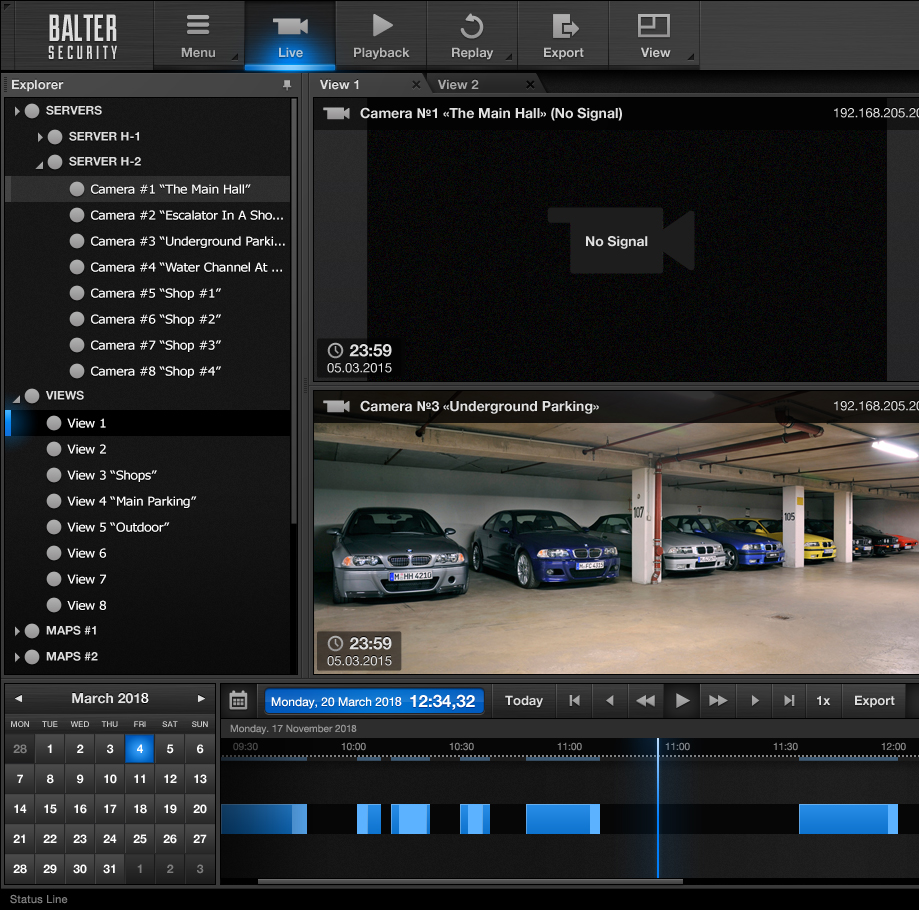 BALTER
SECURITY
Menu
Live
Playback
Replay
Export
View
Explorer
View 1
View 2
SERVERS
SERVER H-1
SERVER H-2
Camera #1 “The Main Hall”
Camera #2 “Escalator In A Sho...
Camera #3 “Underground Parki...
Camera #4 “Water Channel At ...
Camera #5 “Shop #1”
Camera #6 “Shop #2”
Camera #7 “Shop #3”
Camera #8 “Shop #4”
VIEWS
View 1
View 2
View 3 “Shops”
View 4 “Main Parking”
View 5 “Outdoor”
View 6
View 7
View 8
MAPS #1
MAPS #2
Camera №1 «The Main Hall» (No Signal)
192.168.205.20
No Signal
23:59
05.03.2015
Camera №3 «Underground Parking»
192.168.205.20
107
105
M HH 4210
23:59
05.03.2015
March 2018
MON TUE WED THU FRI SAT SUN
28 1 2 3 4 5 6
7 8 9 10 11 12 13
14 15 16 17 18 19 20
21 22 23 24 25 26 27
28 29 30 31 1 2 3
Monday, 20 March 2018 12:34,32
Today
1x
Export
Monday. 17 November 2018
09:30 10:00 10:30 11:00 11:00 11:30 12:00
Status Line